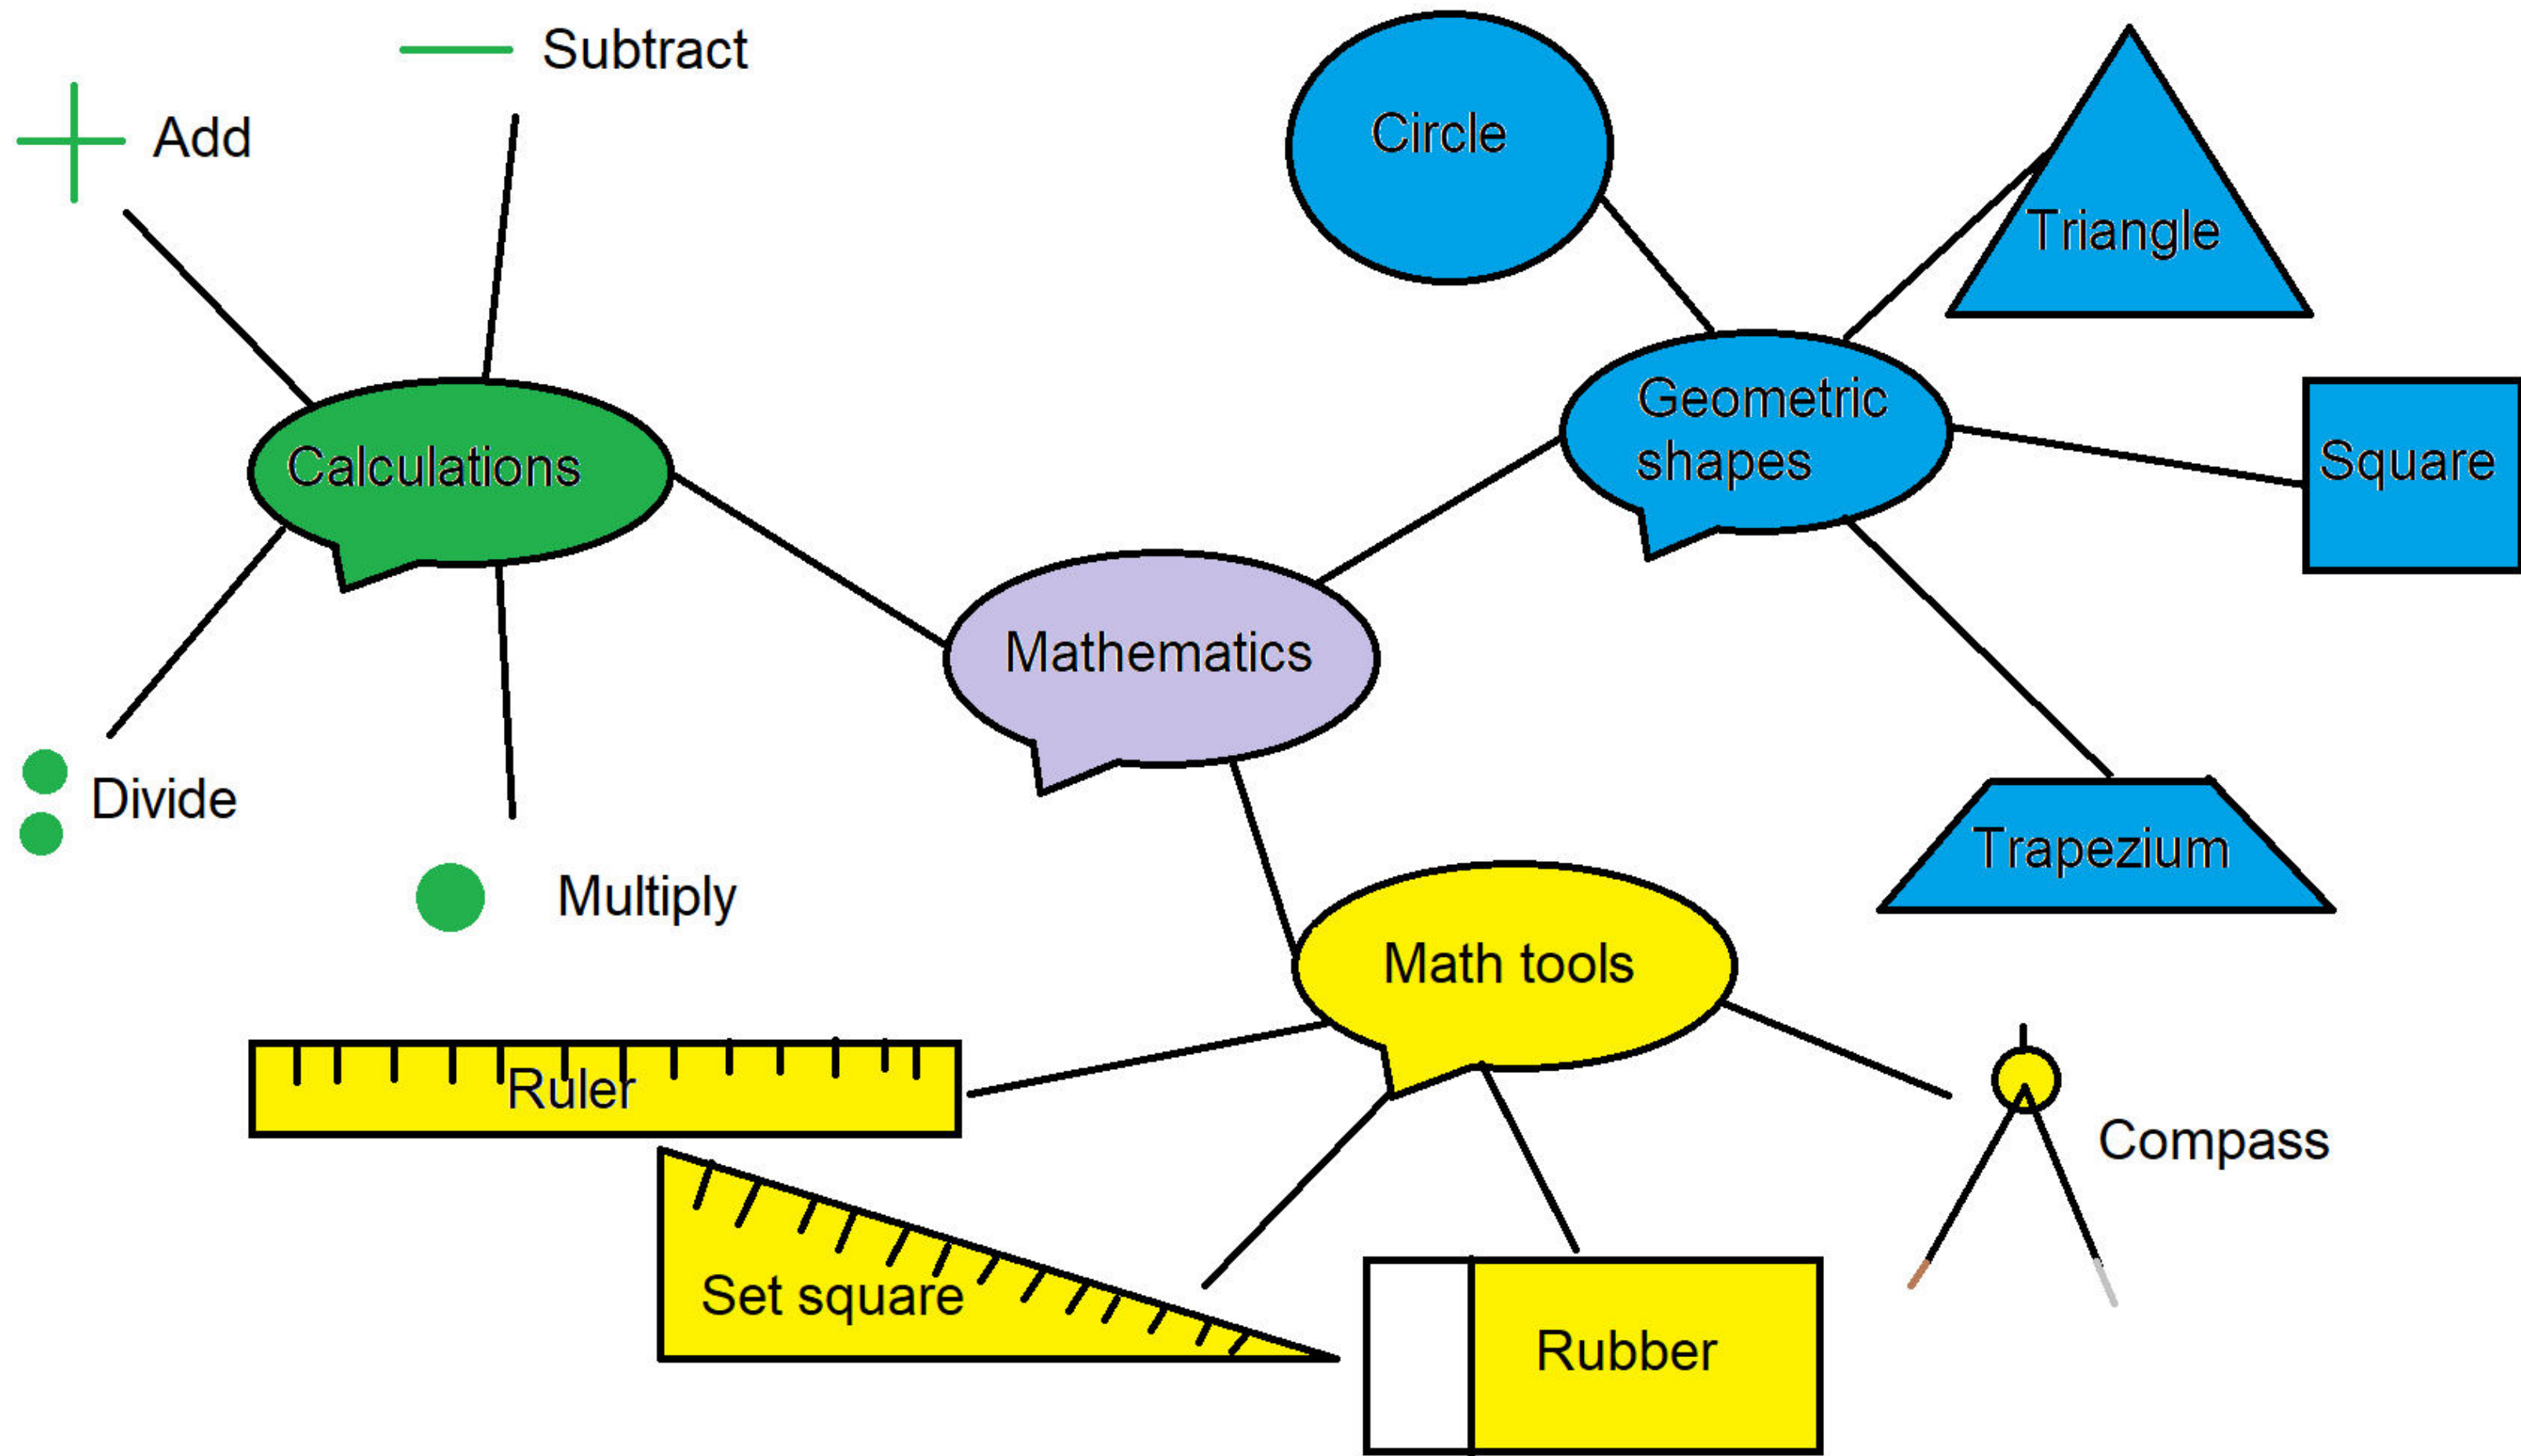 Subtract
Add
Circle
Triangle
Geometric
shapes
Square
Calculations
Mathematics
Divide
Multiply
Trapezium
Math tools
Ruler
Compass
Set square
Rubber